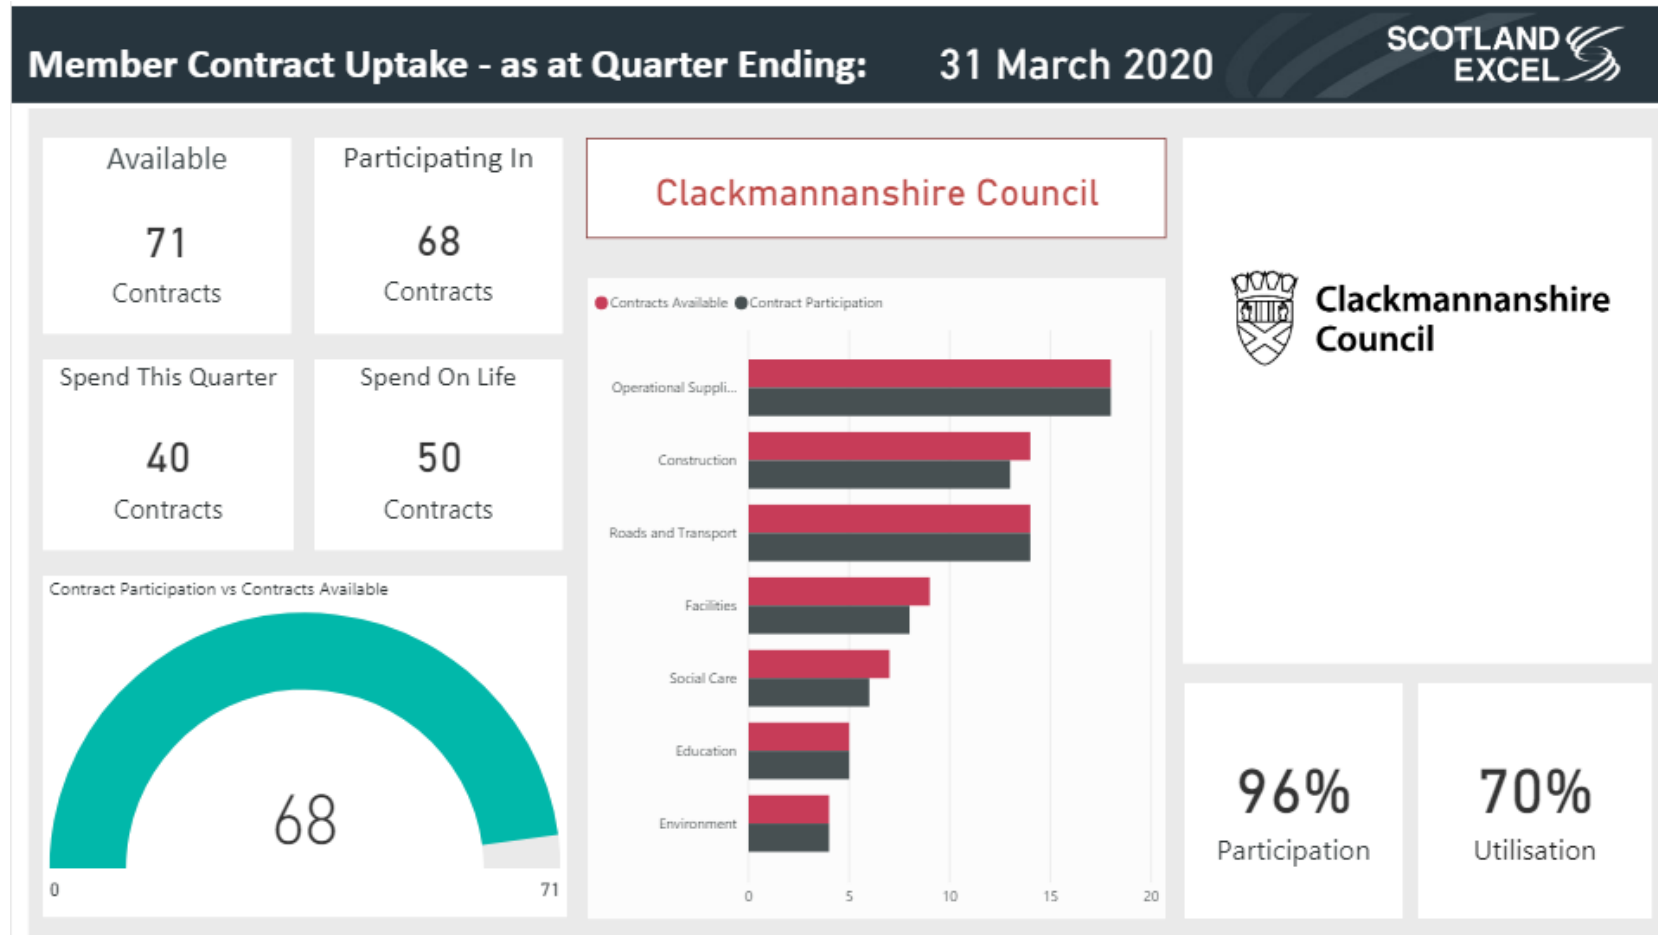 Member Contract Uptake - as at Quarter Ending: 31 March 2020
SCOTLAND
EXCEL
Available
71
Contracts
Participating In
68
Contracts
Spend This Quarter
40
Contracts
Spend On Life
50
Contracts
Contract Participation vs Contracts Available
68
0 71
Clackmannanshire Council
Contracts Available Contract Participation
Operational Suppli...
Construction
Roads and Transport
Facilities
Social Care
Education
Environment
0 5 10 15 20
Clackmannanshire
Council
96%
Participation
70%
Utilisation